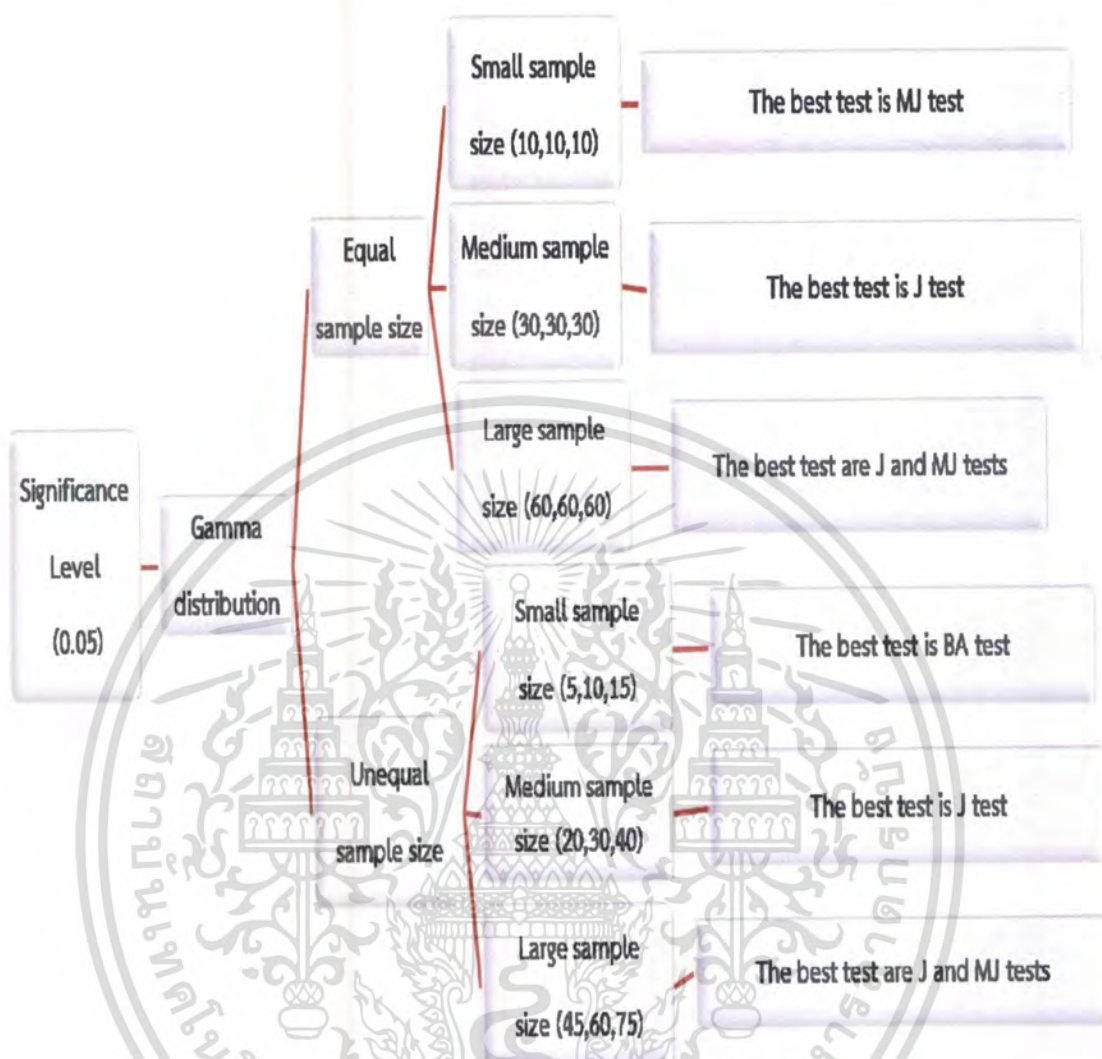 Significance
Level
(0.05)
Gamma
distribution
Equal
sample size
Small sample
size (10,10,10)
The best test is MJ test
Medium sample
size (30,30,30)
The best test is J test
Large sample
size (60,60,60)
The best test are J and MJ tests
Unequal
sample size
Small sample
size (5,10,15)
The best test is BA test
Medium sample
size (20,30,40)
The best test is J test
Large sample
size (45,60,75)
The best test are J and MJ tests